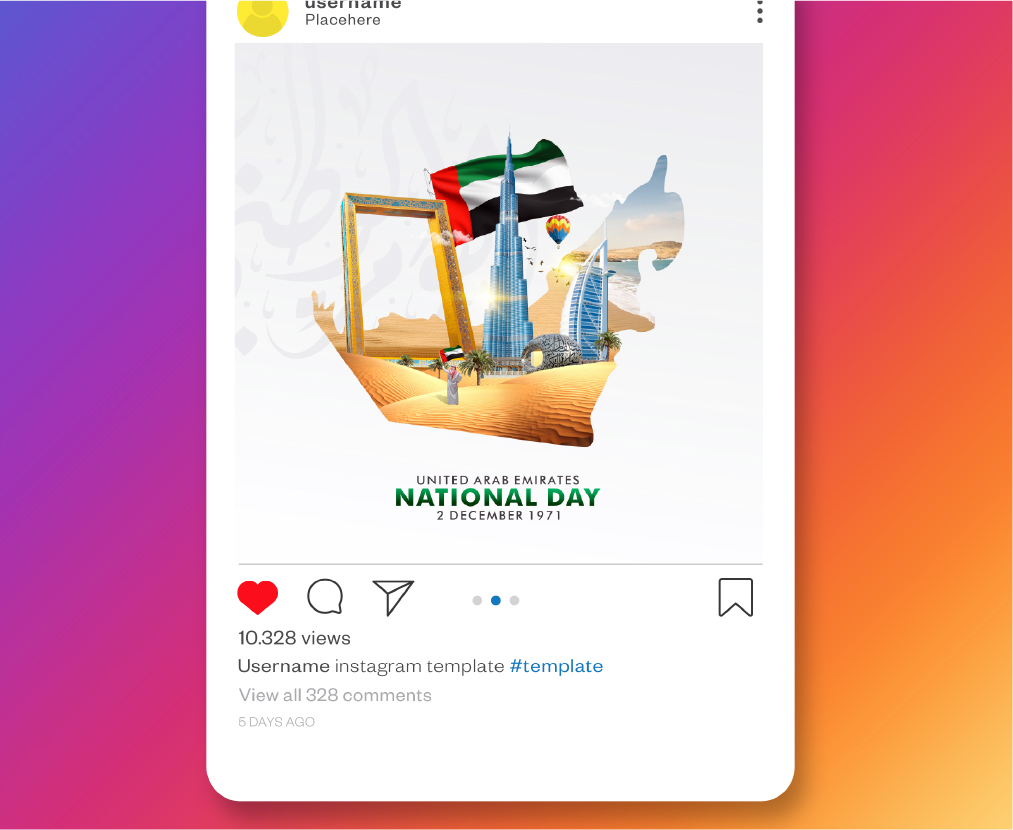 username
Placehere
UNITED ARAB EMIRATES
NATIONAL DAY
2 DECEMBER 1971
10.328 views
Username instagram template #template
View all 328 comments
5 DAYS AGO